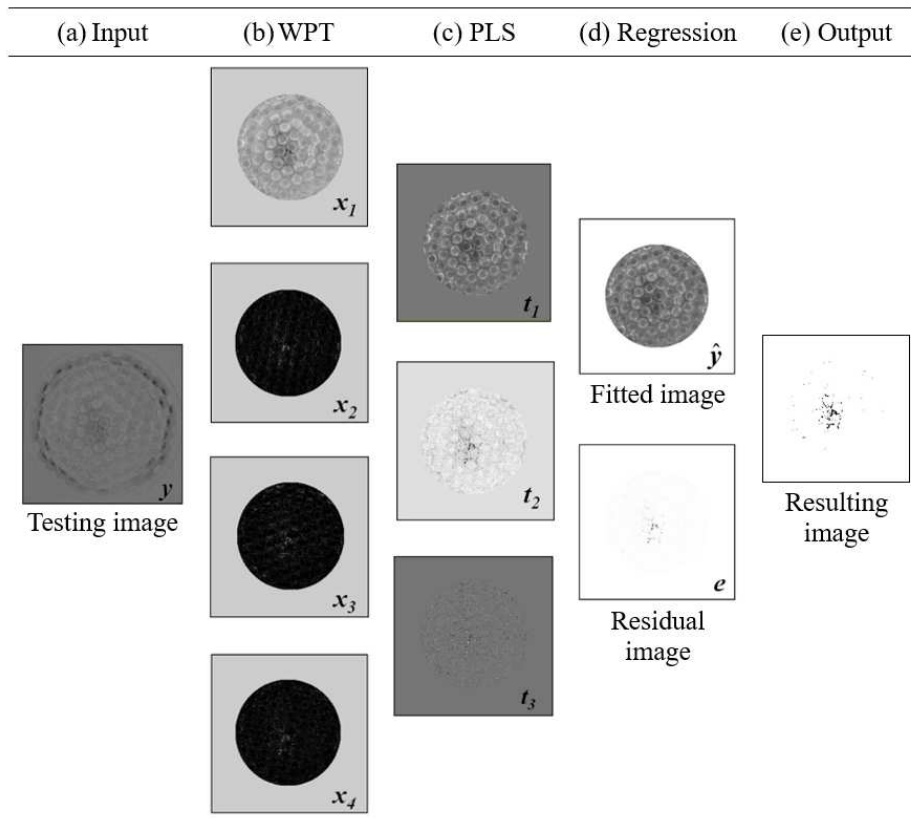 (a) Input (b) WPT (c) PLS (d) Regression (e) Output
x1
t1
x2
ŷ
Fitted image
y
Testing image
t2
x3
e
Residual
image
Resulting
image
t3
x4